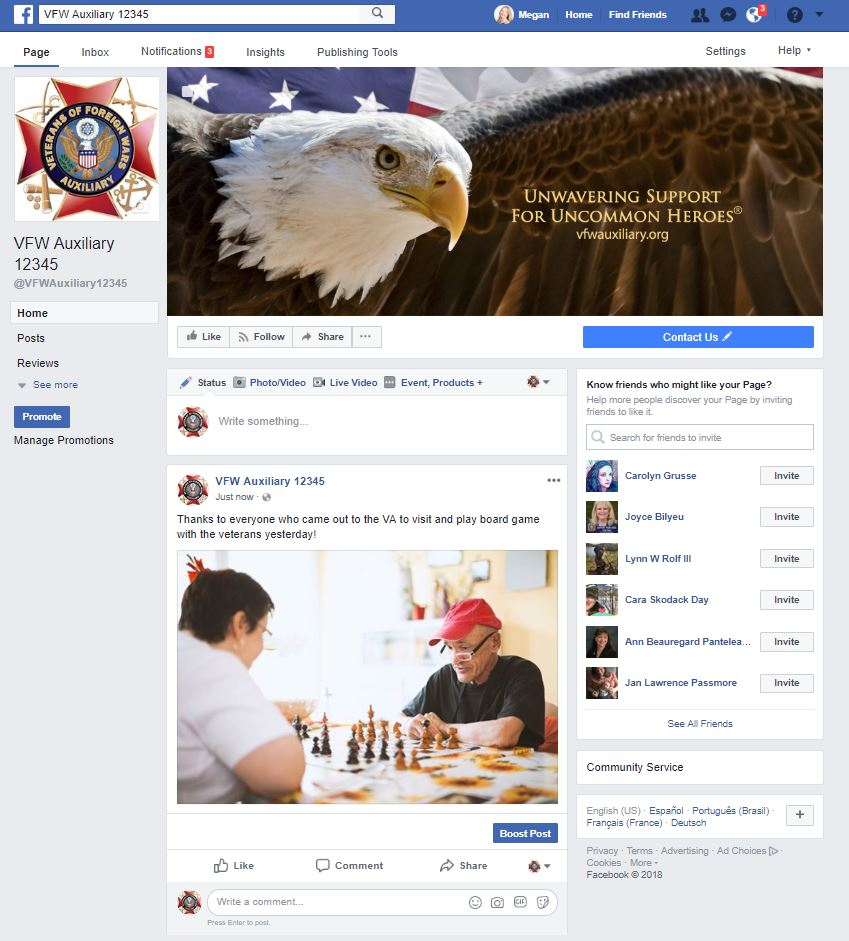 VFW Auxiliary 12345
Megan Home Find Friends 3
Page Inbox Notifications 3 Insights Publishing Tools Settings Help
VETERANS OF FOREIGN WARS
AUXILIARY
UNWAVERING SUPPORT
FOR UNCOMMON HEROES®
vfwauxiliary.org
VFW Auxiliary
12345
@VFWAuxiliary12345
Home
Posts
Reviews
See more
Promote
Manage Promotions
Like Follow Share ... Contact Us
Status Photo/Video Live Video Event, Products +
Write something...
VFW Auxiliary 12345
Just now ·
Thanks to everyone who came out to the VA to visit and play board game
with the veterans yesterday!
Boost Post
Like Comment Share
Write a comment... GIF
Press Enter to post.
Know friends who might like your Page?
Help more people discover your Page by inviting
friends to like it.
Search for friends to invite
Carolyn Grusse Invite
Joyce Bilyeu Invite
Lynn W Rolf III Invite
Cara Skodack Day Invite
Ann Beauregard Pantelea... Invite
Jan Lawrence Passmore Invite
See All Friends
Community Service
English (US) · Español · Português (Brasil) ·
Français (France) · Deutsch
+
Privacy · Terms · Advertising · Ad Choices ·
Cookies · More
Facebook © 2018